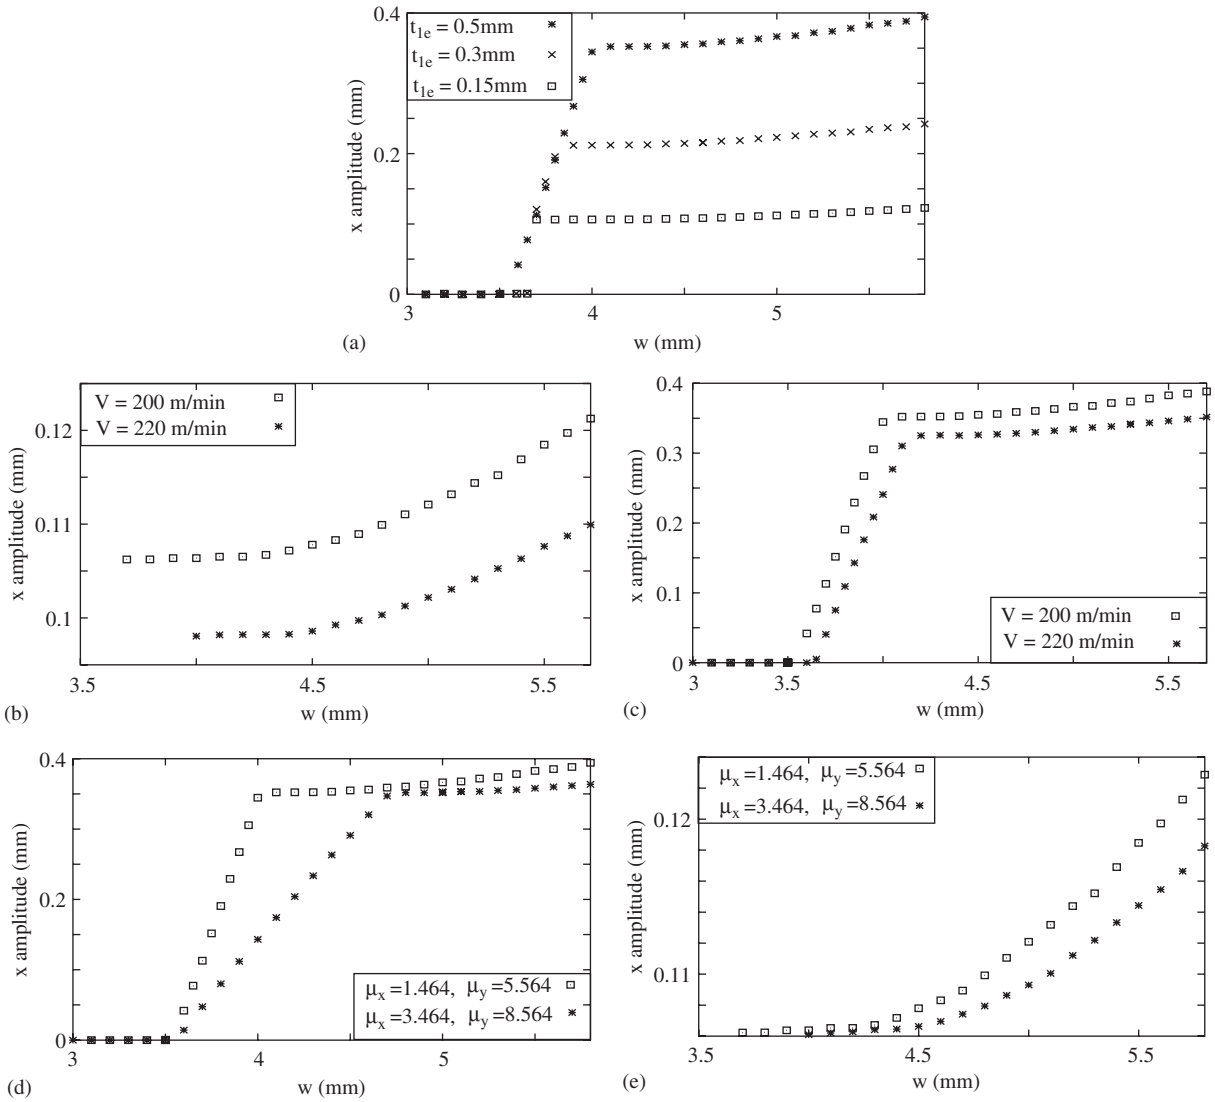 0.4
t1e = 0.5mm
t1e = 0.3mm
t1e = 0.15mm
0.2
0
x amplitude (mm)
3
4
5
(a)
w (mm)
V = 200 m/min
V = 220 m/min
0.12
0.11
0.1
x amplitude (mm)
3.5
4.5
5.5
(b)
w (mm)
0.4
0.3
0.2
0.1
0
x amplitude (mm)
V = 200 m/min
V = 220 m/min
3
3.5
4.5
5.5
(c)
w (mm)
0.4
0.2
0
x amplitude (mm)
μx=1.464, μy=5.564
μx=3.464, μy=8.564
3
4
5
(d)
w (mm)
μx=1.464, μy=5.564
μx=3.464, μy=8.564
0.12
0.11
x amplitude (mm)
3.5
4.5
5.5
(e)
w (mm)